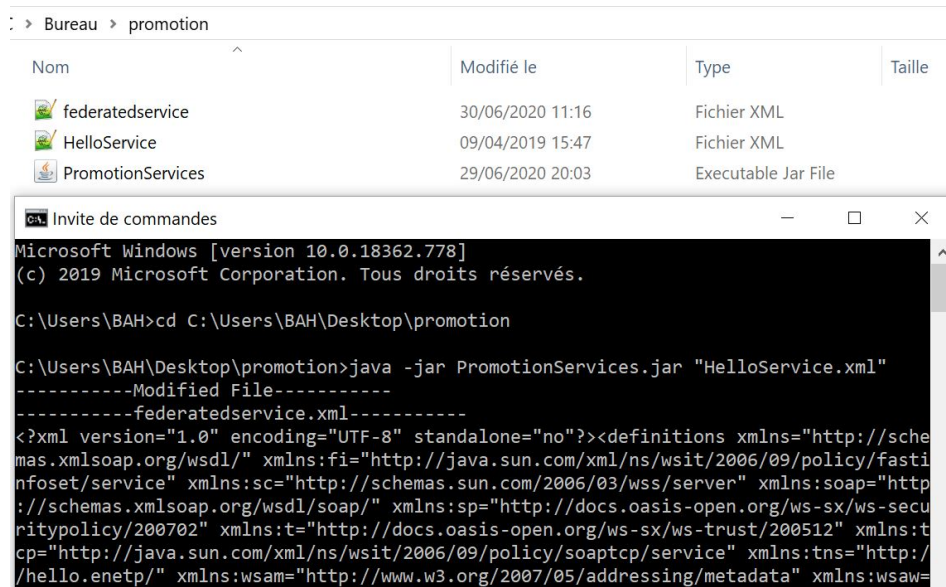 > Bureau > promotion
Nom Modifié le Type Taille
federatedservice 30/06/2020 11:16 Fichier XML
HelloService 09/04/2019 15:47 Fichier XML
PromotionServices 29/06/2020 20:03 Executable Jar File
Invite de commandes
Microsoft Windows [version 10.0.18362.778]
(c) 2019 Microsoft Corporation. Tous droits réservés.
C:\Users\BAH>cd C:\Users\BAH\Desktop\promotion
C:\Users\BAH\Desktop\promotion>java -jar PromotionServices.jar "HelloService.xml"
-----------Modified File-----------
-----------federatedservice.xml-----------
<?xml version="1.0" encoding="UTF-8" standalone="no"?><definitions xmlns="http://sche
mas.xmlsoap.org/wsdl/" xmlns:fi="http://java.sun.com/xml/ns/wsit/2006/09/policy/fasti
nfoset/service" xmlns:sc="http://schemas.sun.com/2006/03/wss/server" xmlns:soap="http
://schemas.xmlsoap.org/wsdl/soap/" xmlns:sp="http://docs.oasis-open.org/ws-sx/ws-secu
ritypolicy/200702" xmlns:t="http://docs.oasis-open.org/ws-sx/ws-trust/200512" xmlns:t
cp="http://java.sun.com/xml/ns/wsit/2006/09/policy/soaptcp/service" xmlns:tns="http:/
/hello.enetp/" xmlns:wsam="http://www.w3.org/2007/05/addressing/metadata" xmlns:wsaw=